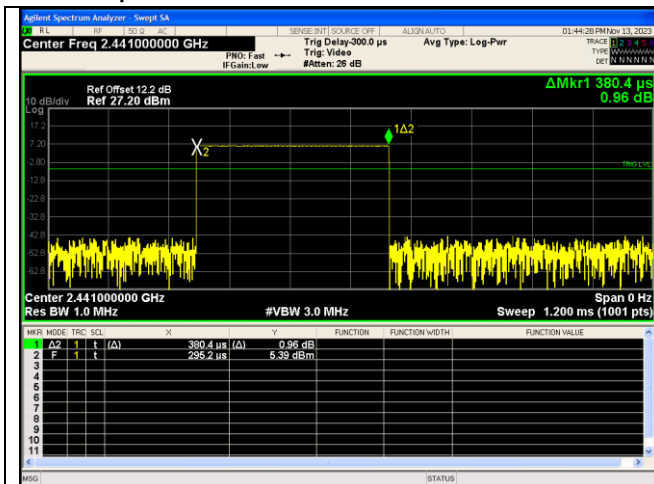 Agilent Spectrum Analyzer - Swept SA
RL RF 50 Ω AC SENSE:INT SOURCE OFF ALIGN AUTO 01:44:28 PM Nov 13, 2023
Center Freq 2.441000000 GHz
PNO: Fast
IFGain:Low
Trig Delay-300.0 µs
Trig: Video
#Atten: 26 dB
Avg Type: Log-Pwr
TRACE 1 2 3 4 5 6
TYPE
DET N N N N N N
ΔMkr1 380.4 µs
0.96 dB
Ref Offset 12.2 dB
10 dB/div Ref 27.20 dBm
Log
17.2
7.20
-2.80
-12.8
-22.8
-32.8
-42.8
-52.8
-62.8
1Δ2
X2
TRIG LVL
Center 2.441000000 GHz Span 0 Hz
Res BW 1.0 MHz #VBW 3.0 MHz Sweep 1.200 ms (1001 pts)
MKR MODE TRC SCL X Y FUNCTION FUNCTION WIDTH FUNCTION VALUE
1 Δ2 1 t (Δ) 380.4 µs (Δ) 0.96 dB
2 F 1 t 295.2 µs 5.39 dBm
3
4
5
6
7
8
9
10
11
MSG STATUS